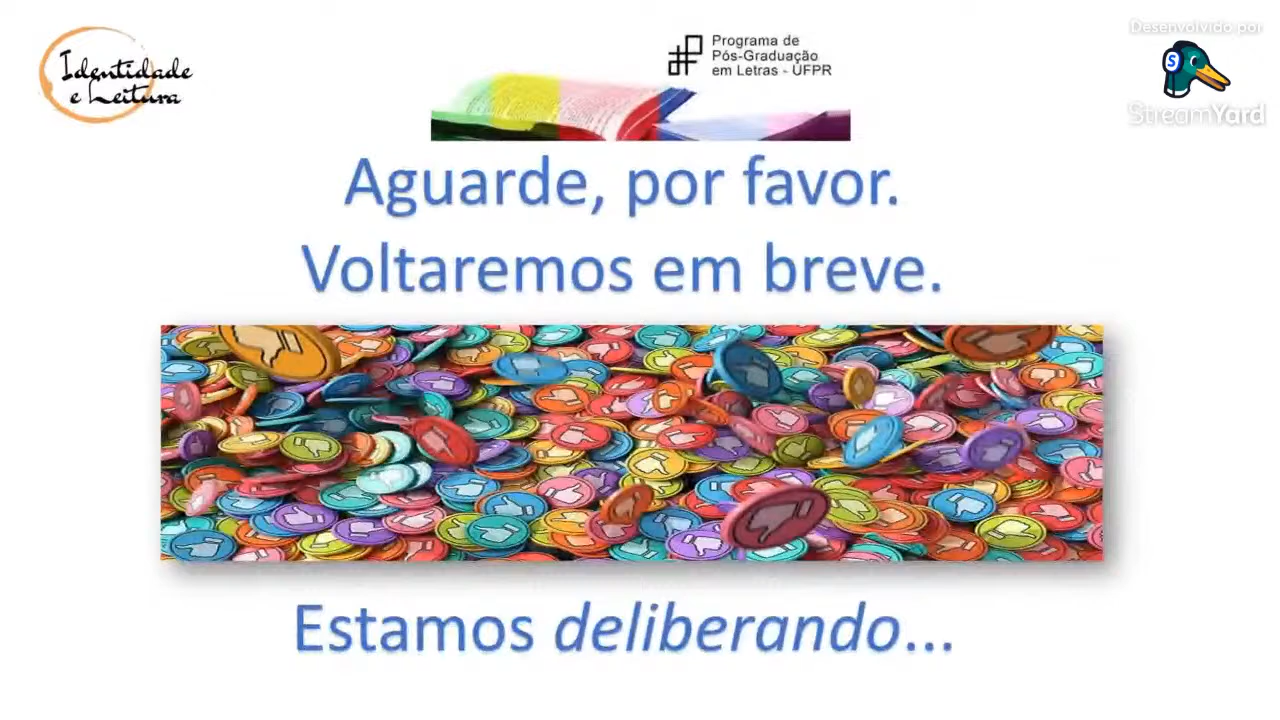 Identidade
e Leitura
Programa de
Pós-Graduação
em Letras - UFPR
Desenvolvido por
S
StreamYard
Aguarde, por favor.
Voltaremos em breve.
Estamos deliberando...